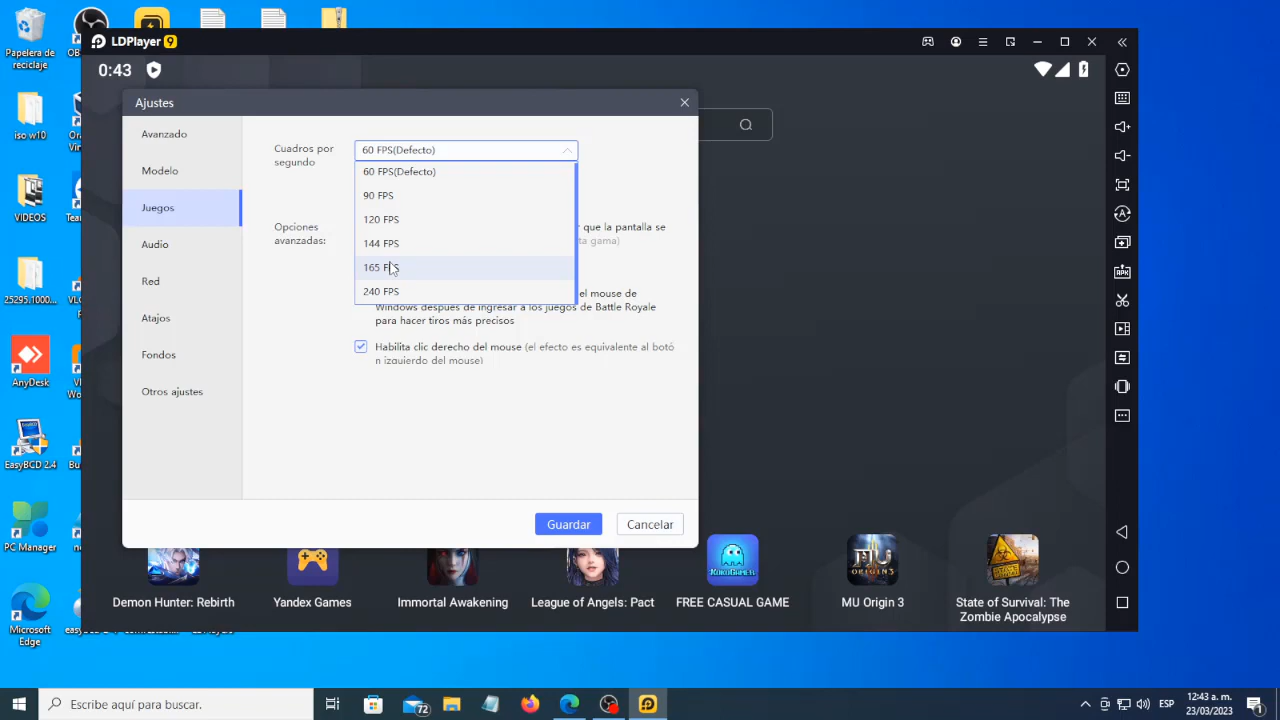 Papelera de
reciclaje
iso w10
VIDEOS
25295.1000...
AnyDesk
EasyBCD 2.4
PC Manager
Microsoft
Edge
LDPlayer 9
0:43
Ajustes
Avanzado
Modelo
Juegos
Audio
Red
Atajos
Fondos
Otros ajustes
Cuadros por
segundo
60 FPS(Defecto)
60 FPS(Defecto)
90 FPS
120 FPS
144 FPS
165 FPS
240 FPS
Opciones
avanzadas:
que la pantalla se
ta gama)
el mouse de
Windows después de ingresar a los juegos de Battle Royale
para hacer tiros más precisos
Habilita clic derecho del mouse (el efecto es equivalente al botó
n izquierdo del mouse)
Guardar
Cancelar
APK
Demon Hunter: Rebirth
Yandex Games
Immortal Awakening
League of Angels: Pact
FREE CASUAL GAME
MU Origin 3
State of Survival: The
Zombie Apocalypse
Escribe aquí para buscar.
72
ESP
12:43 a. m.
23/03/2023
1